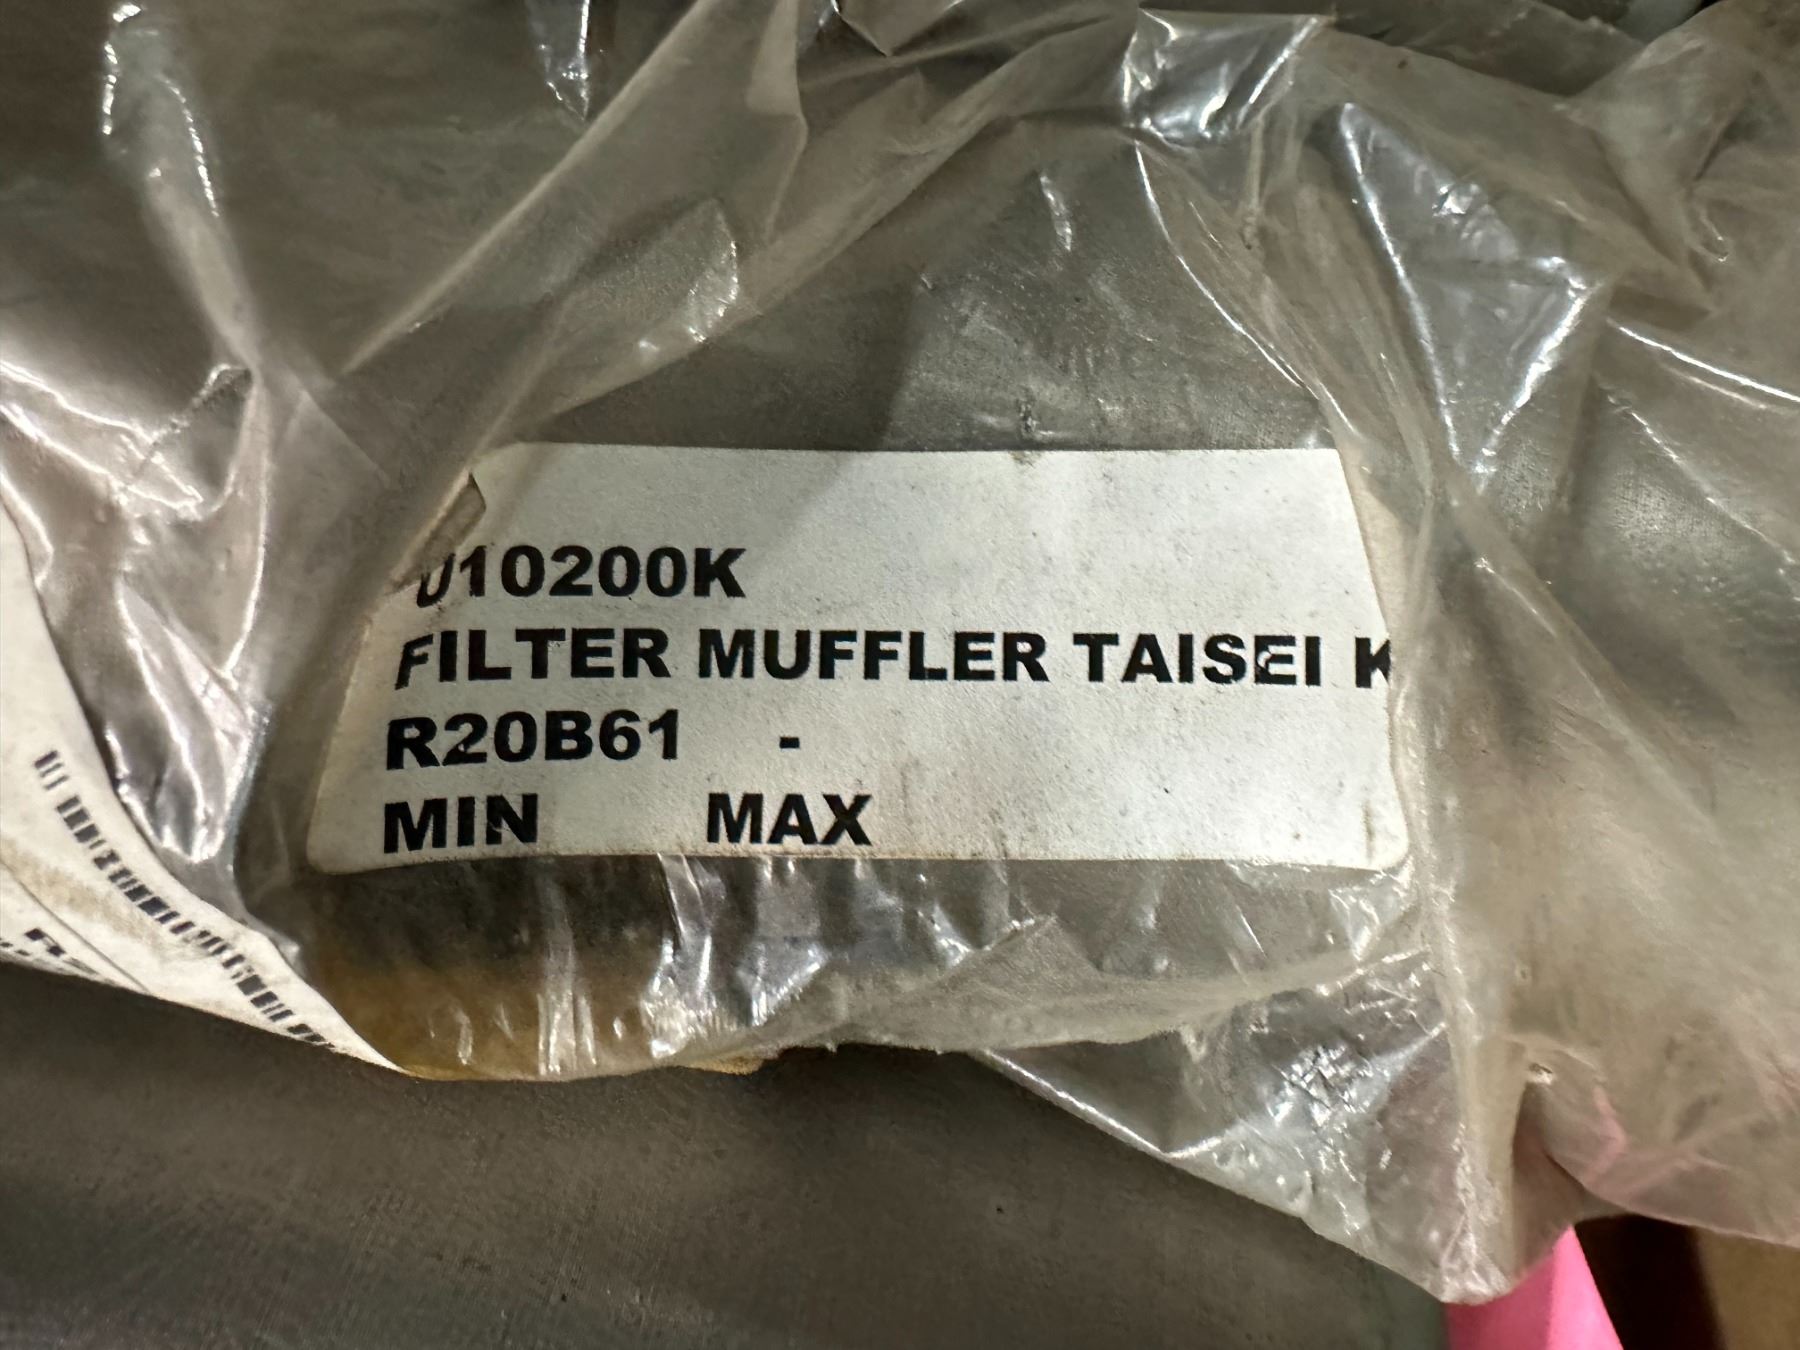 010200K
FILTER MUFFLER TAISEI K
R20B61 -
MIN MAX